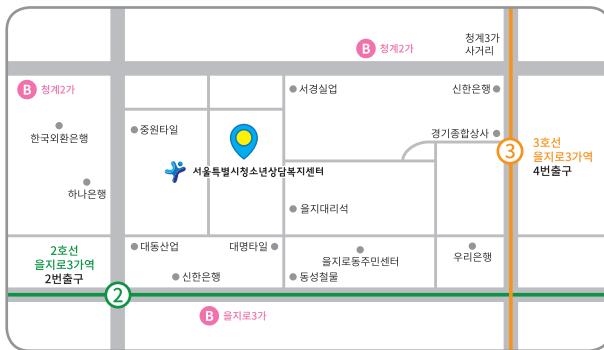 청계3가
사거리
B 청계2가
B 청계2가
서경실업
신한은행
한국외환은행
중원타일
경기종합상사
3
3호선
을지로3가역
4번출구
서울특별시청소년상담복지센터
하나은행
을지대리석
2호선
을지로3가역
2번출구
대동산업
대명타일
을지로동주민센터
우리은행
신한은행
동성철물
2
B 을지로3가